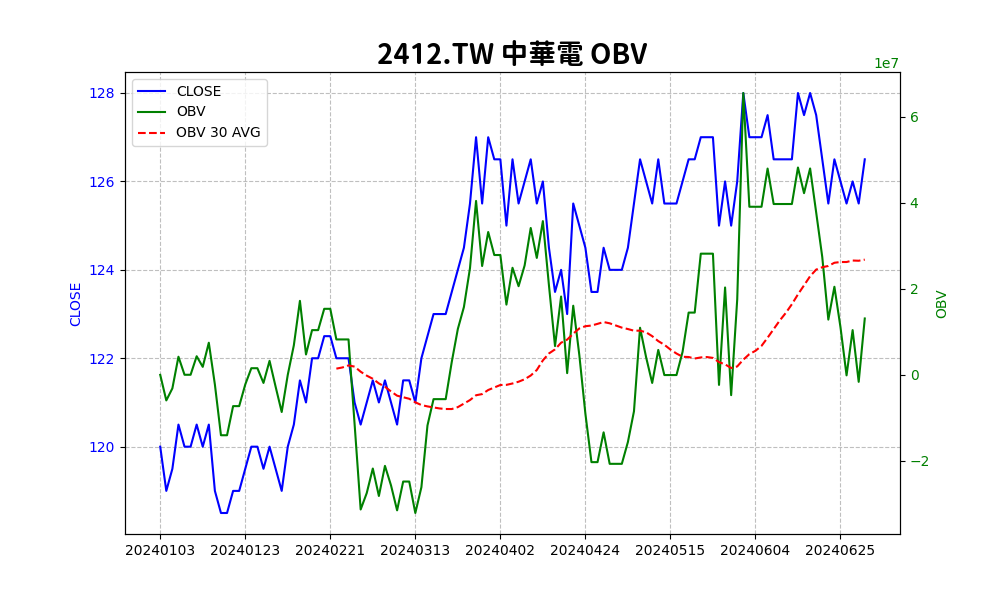 2412.TW 中華電 OBV
1e7
CLOSE
OBV
OBV 30 AVG
128
126
124
122
120
CLOSE
6
4
2
0
−2
OBV
20240103 20240123 20240221 20240313 20240402 20240424 20240515 20240604 20240625